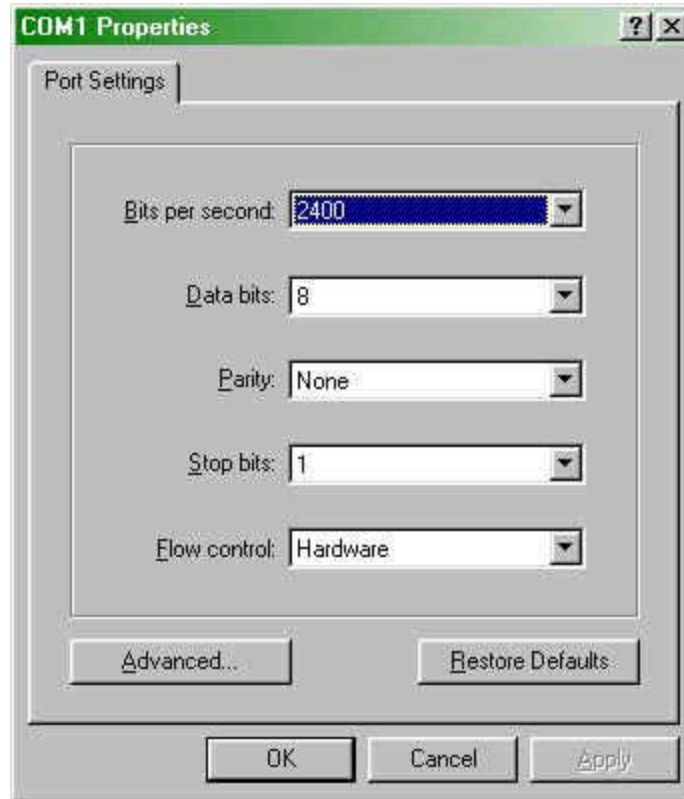 COM1 Properties
Port Settings
Bits per second: 2400
Data bits: 8
Parity: None
Stop bits: 1
Flow control: Hardware
Advanced... Restore Defaults
OK Cancel Apply